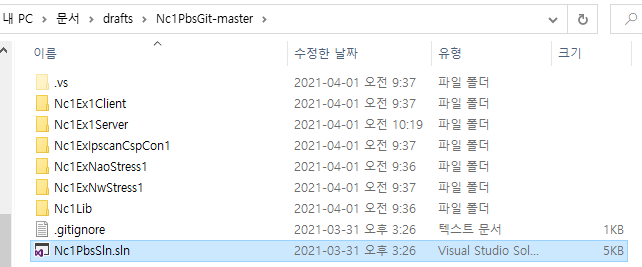 내 PC > 문서 > drafts > Nc1PbsGit-master
이름 수정한 날짜 유형 크기
.vs 2021-04-01 오전 9:37 파일 폴더
Nc1Ex1Client 2021-04-01 오전 9:37 파일 폴더
Nc1Ex1Server 2021-04-01 오전 10:19 파일 폴더
Nc1ExIpscanCspCon1 2021-04-01 오전 9:37 파일 폴더
Nc1ExNaoStress1 2021-04-01 오전 9:36 파일 폴더
Nc1ExNwStress1 2021-04-01 오전 9:37 파일 폴더
Nc1Lib 2021-04-01 오전 9:36 파일 폴더
.gitignore 2021-03-31 오후 3:26 텍스트 문서 1KB
Nc1PbsSln.sln 2021-03-31 오후 3:26 Visual Studio Sol... 5KB